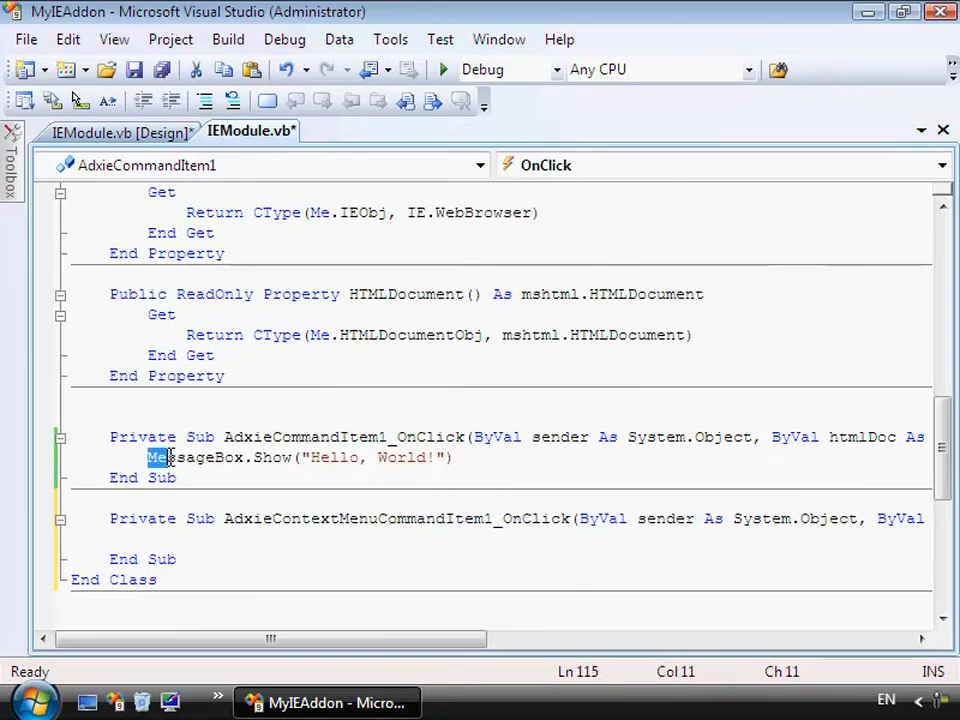 MyIEAddon - Microsoft Visual Studio (Administrator)
File Edit View Project Build Debug Data Tools Test Window Help
Debug Any CPU
IEModule.vb [Design]* IEModule.vb*
Toolbox
AdxieCommandItem1 OnClick
Get
Return CType(Me.IEObj, IE.WebBrowser)
End Get
End Property
Public ReadOnly Property HTMLDocument() As mshtml.HTMLDocument
Get
Return CType(Me.HTMLDocumentObj, mshtml.HTMLDocument)
End Get
End Property
Private Sub AdxieCommandItem1_OnClick(ByVal sender As System.Object, ByVal htmlDoc As
MessageBox.Show("Hello, World!")
End Sub
Private Sub AdxieContextMenuCommandItem1_OnClick(ByVal sender As System.Object, ByVal
End Sub
End Class
Ready Ln 115 Col 11 Ch 11 INS
MyIEAddon - Micro... EN